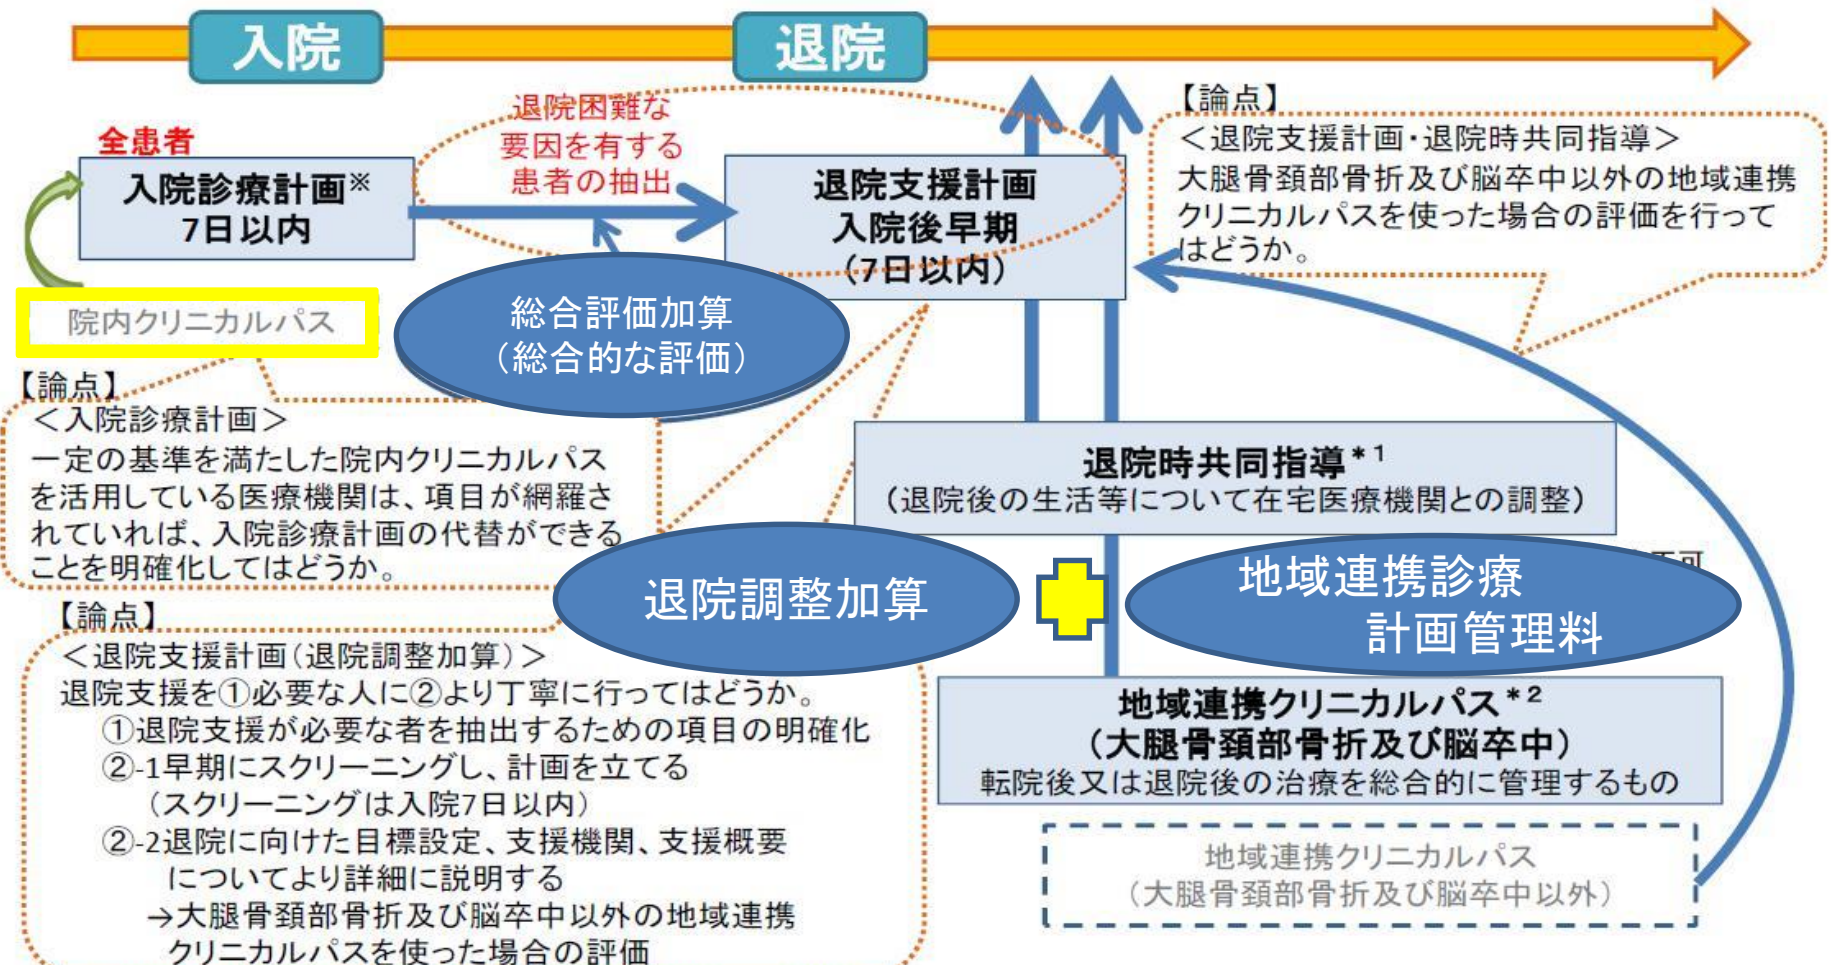 入院
退院
全患者
入院診療計画※
7日以内
退院困難な
要因を有する
患者の抽出
退院支援計画
入院後早期
(7日以内)
【論点】
<退院支援計画・退院時共同指導>
大腿骨頚部骨折及び脳卒中以外の地域連携
クリニカルパスを使った場合の評価を行って
はどうか。
院内クリニカルパス
総合評価加算
(総合的な評価)
【論点】
<入院診療計画>
一定の基準を満たした院内クリニカルパス
を活用している医療機関は、項目が網羅さ
れていれば、入院診療計画の代替ができる
ことを明確化してはどうか。
退院時共同指導*1
(退院後の生活等について在宅医療機関との調整)
退院調整加算
地域連携診療
計画管理料
【論点】
<退院支援計画(退院調整加算)>
退院支援を①必要な人に②より丁寧に行ってはどうか。
①退院支援が必要な者を抽出するための項目の明確化
②-1早期にスクリーニングし、計画を立てる
(スクリーニングは入院7日以内)
②-2退院に向けた目標設定、支援機関、支援概要
についてより詳細に説明する
→大腿骨頚部骨折及び脳卒中以外の地域連携
クリニカルパスを使った場合の評価
地域連携クリニカルパス*2
(大腿骨頚部骨折及び脳卒中)
転院後又は退院後の治療を総合的に管理するもの
地域連携クリニカルパス
(大腿骨頚部骨折及び脳卒中以外)